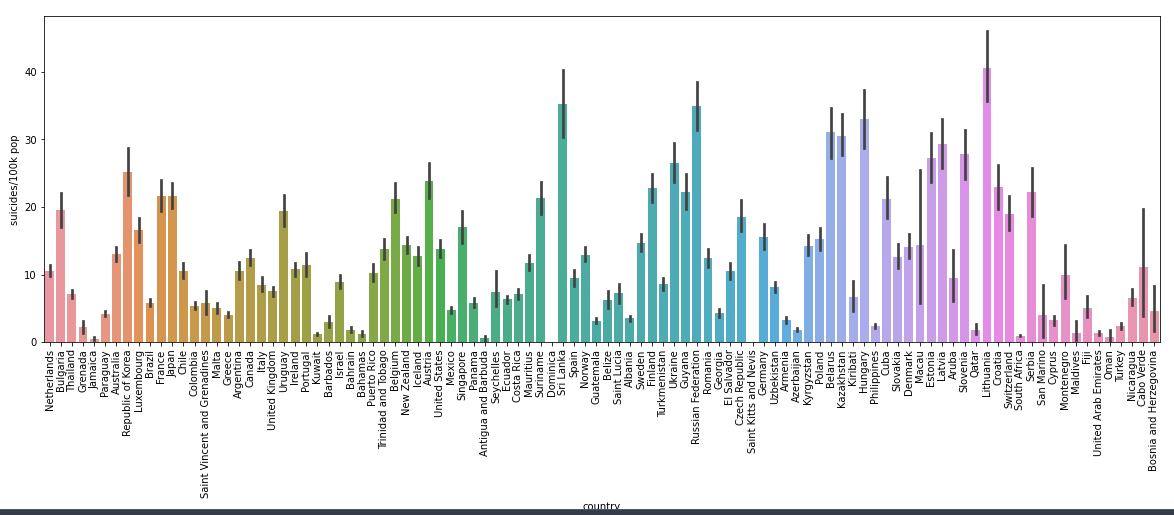 suicides/100k pop
40
30
20
10
0
Netherlands
Bulgaria
Thailand
Grenada
Jamaica
Paraguay
Australia
Republic of Korea
Luxembourg
Brazil
France
Japan
Chile
Colombia
Saint Vincent and Grenadines
Malta
Greece
Argentina
Canada
Italy
United Kingdom
Uruguay
Ireland
Portugal
Kuwait
Barbados
Israel
Bahrain
Bahamas
Puerto Rico
Trinidad and Tobago
Belgium
New Zealand
Iceland
Austria
United States
Mexico
Singapore
Panama
Antigua and Barbuda
Seychelles
Ecuador
Costa Rica
Mauritius
Suriname
Dominica
Sri Lanka
Spain
Norway
Guatemala
Belize
Saint Lucia
Albania
Sweden
Finland
Turkmenistan
Ukraine
Guyana
Russian Federation
Romania
Georgia
El Salvador
Czech Republic
Saint Kitts and Nevis
Germany
Uzbekistan
Armenia
Azerbaijan
Kyrgyzstan
Poland
Belarus
Kazakhstan
Kiribati
Hungary
Philippines
Cuba
Slovakia
Denmark
Macau
Estonia
Latvia
Aruba
Slovenia
Qatar
Lithuania
Croatia
Switzerland
South Africa
Serbia
San Marino
Cyprus
Montenegro
Maldives
Fiji
United Arab Emirates
Oman
Turkey
Nicaragua
Cabo Verde
Bosnia and Herzegovina
country